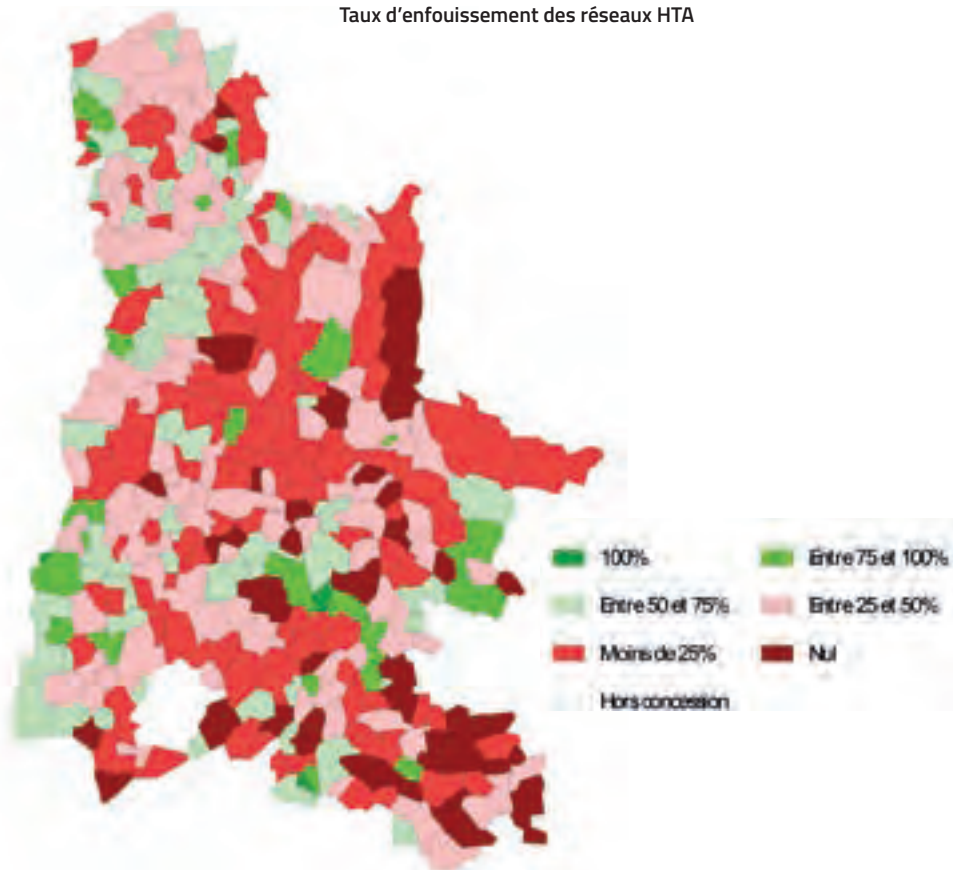 Taux d'enfouissement des réseaux HTA
100%
Entre 75 et 100%
Entre 50 et 75%
Entre 25 et 50%
Moins de 25%
Nul
Hors concession